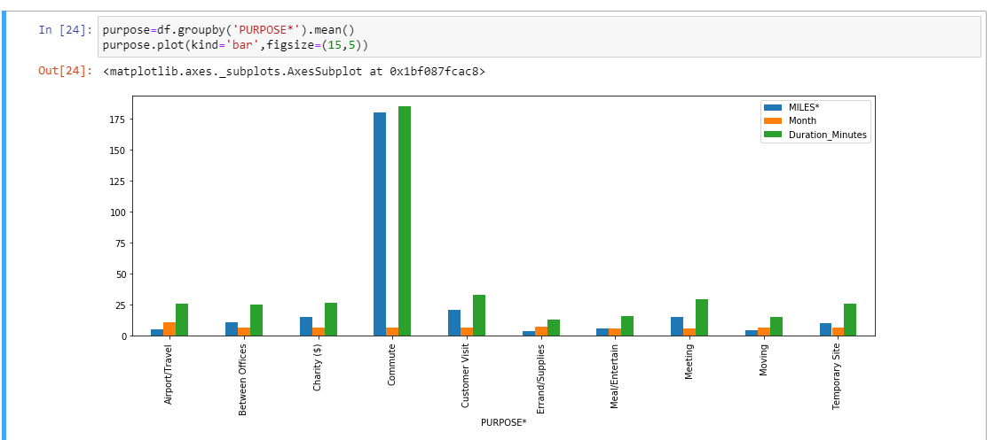 In [24]: purpose=df.groupby('PURPOSE*').mean()
purpose.plot(kind='bar',figsize=(15,5))
Out[24]: <matplotlib.axes._subplots.AxesSubplot at 0x1bf087fcac8>
MILES*
Month
Duration_Minutes
175
150
125
100
75
50
25
0
Airport/Travel
Between Offices
Charity ($)
Commute
Customer Visit
Errand/Supplies
Meal/Entertain
Meeting
Moving
Temporary Site
PURPOSE*